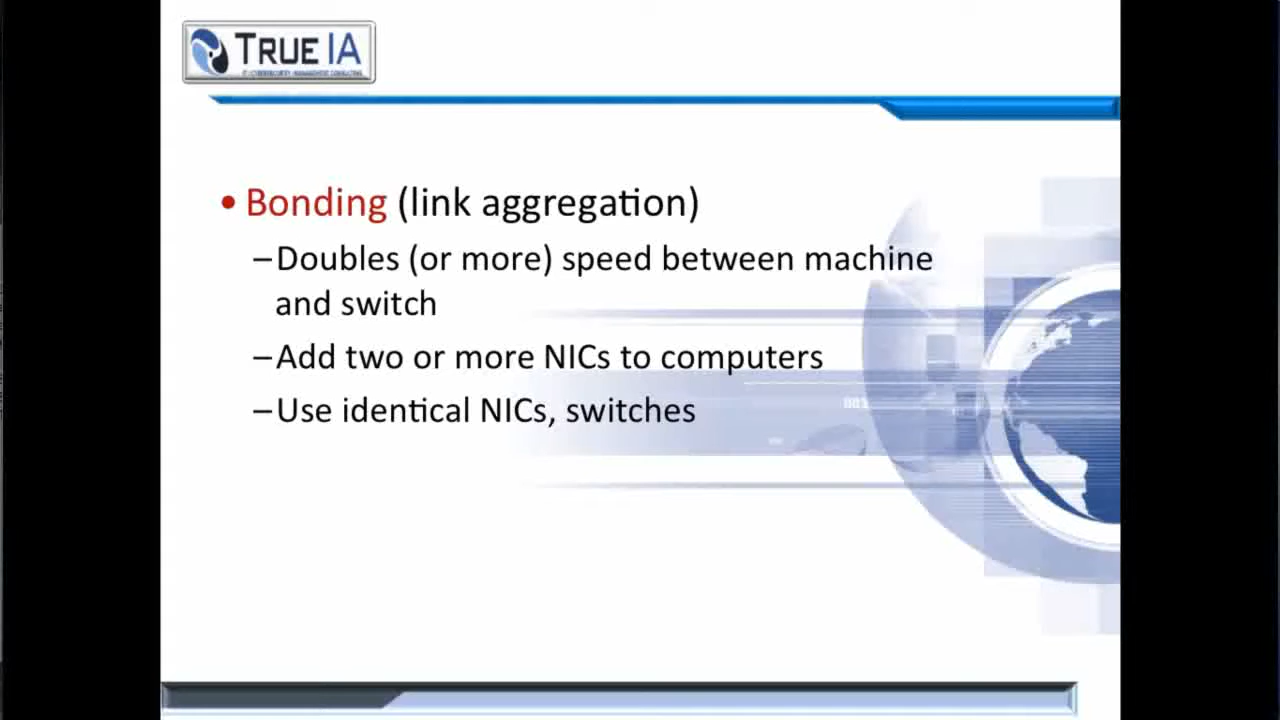 TRUE IA
• Bonding (link aggregation)
–Doubles (or more) speed between machine
and switch
–Add two or more NICs to computers
–Use identical NICs, switches